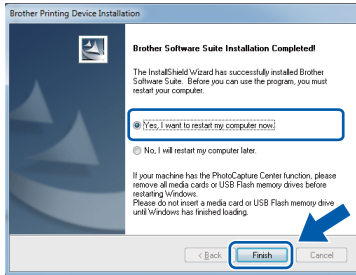 Brother Printing Device Installation
Brother Software Suite Installation Completed!
The InstallShield Wizard has successfully installed Brother
Software Suite. Before you can use the program, you must
restart your computer.
Yes, I want to restart my computer now.
No, I will restart my computer later.
If your machine has the PhotoCapture Center function, please
remove all media cards or USB Flash memory drives before
restarting Windows.
Please do not insert a media card or USB Flash memory drive
until Windows has finished loading.
< Back
Finish
Cancel